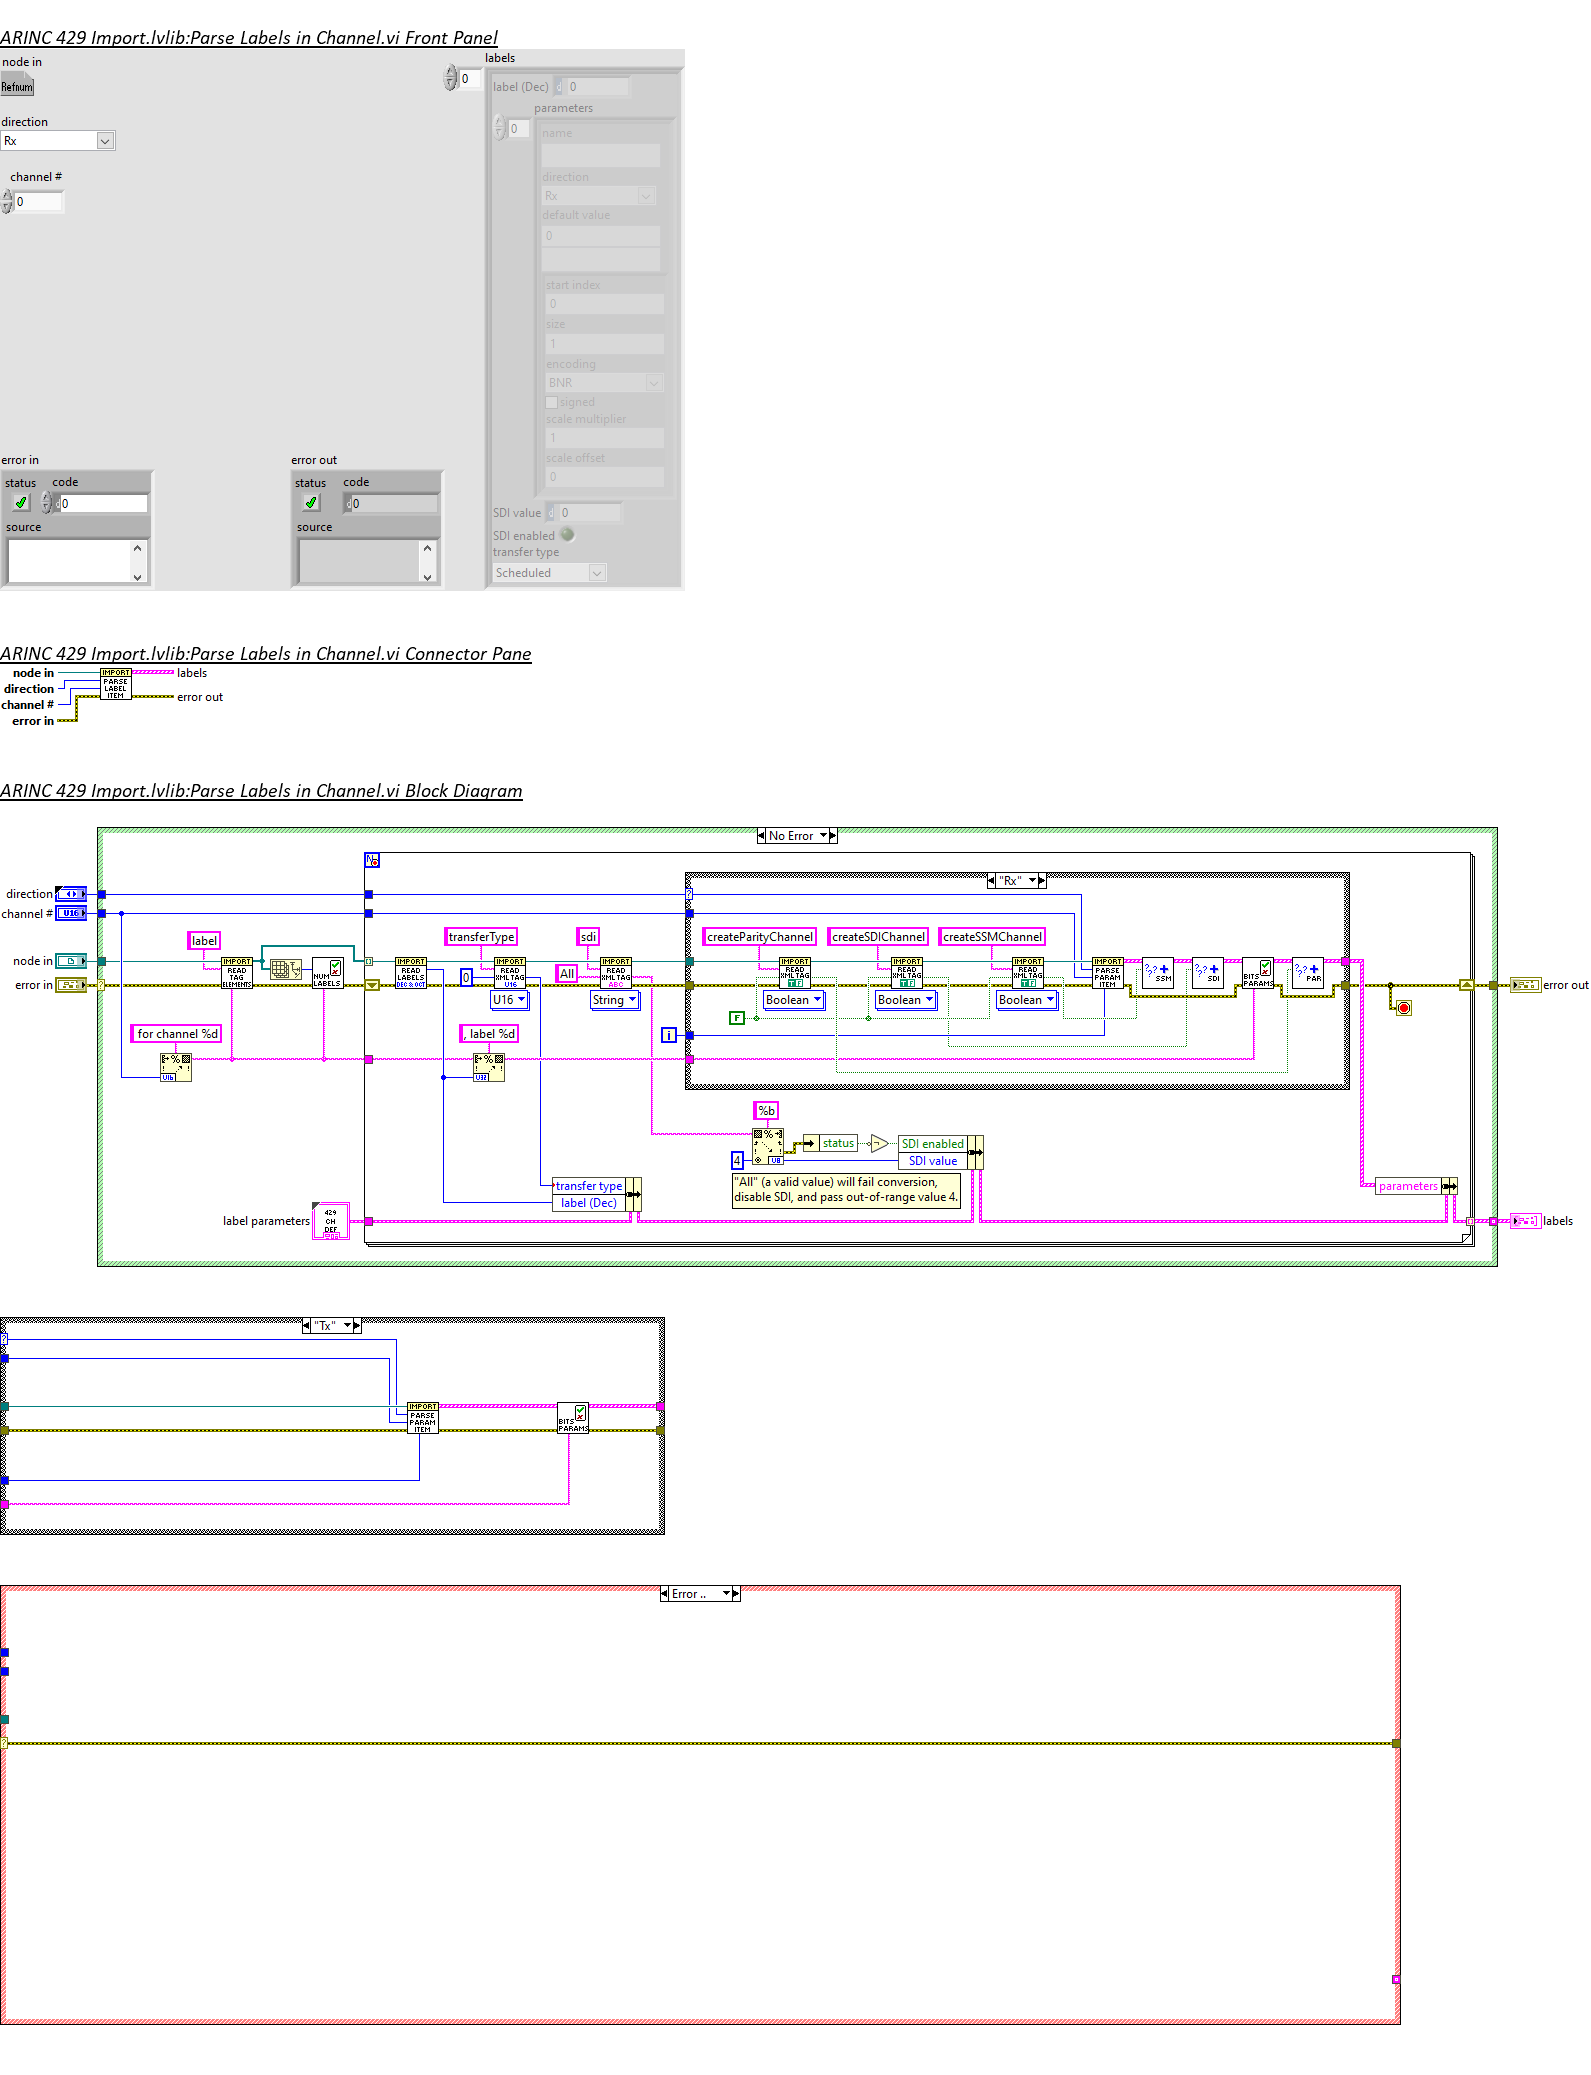 ARINC 429 Import.lvlib:Parse Labels in Channel.vi Front Panel
node in
Refnum
direction
Rx
channel #
0
error in
status code
0
source
error out
status code
0
source
labels
0
label (Dec) d 0
parameters
0
name
direction
Rx
default value
0
start index
0
size
1
encoding
BNR
signed
scale multiplier
1
scale offset
0
SDI value d 0
SDI enabled
transfer type
Scheduled
ARINC 429 Import.lvlib:Parse Labels in Channel.vi Connector Pane
node in
direction
channel #
error in
IMPORT
PARSE
LABEL
ITEM
labels
error out
ARINC 429 Import.lvlib:Parse Labels in Channel.vi Block Diagram
No Error
N
direction
channel # U16
node in
error in
label
IMPORT
READ
TAG
ELEMENTS
NUM
LABELS
for channel %d
U16
IMPORT
READ
LABELS
DEC & OCT
transferType
0
IMPORT
READ
XML TAG
U16
U16
sdi
All
IMPORT
READ
XML TAG
ABC
String
, label %d
U32
"Rx"
createParityChannel
createSDIChannel
createSSMChannel
IMPORT
READ
XML TAG
T F
Boolean
IMPORT
READ
XML TAG
T F
Boolean
IMPORT
READ
XML TAG
T F
Boolean
F
i
IMPORT
PARSE
PARAM
ITEM
?? +
SSM
?? +
SDI
BITS
PARAMS
?? +
PAR
error out
%b
4
U8
status
SDI enabled
SDI value
"All" (a valid value) will fail conversion,
disable SDI, and pass out-of-range value 4.
transfer type
label (Dec)
parameters
label parameters
429
CH
DEF
labels
"Tx"
IMPORT
PARSE
PARAM
ITEM
BITS
PARAMS
Error ..